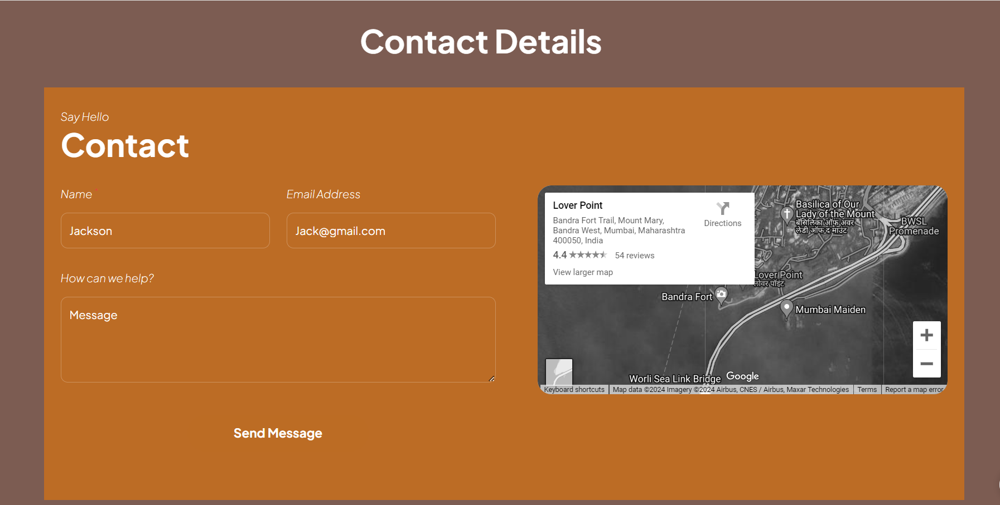 Contact Details
Say Hello
Contact
Name *
Email Address
Jackson
Jack@gmail.com
How can we help?
Message
Send Message
Lover Point
Directions
Bandra Fort Trail, Mount Mary,
Bandra West, Mumbai, Maharashtra
400050, India
4.4 ★★★★★ 54 reviews
View larger map
Basilica of Our
Lady of the Mount
बॅसिलिका ऑफ अवर
लेडी ऑफ द माउंट
BWSL
Promenade
Lover Point
लोवर पॉइंट
Bandra Fort
Mumbai Maiden
+
−
Worli Sea Link Bridge
Google
Keyboard shortcuts
Map data ©2024 Imagery ©2024 Airbus, CNES / Airbus, Maxar Technologies
Terms
Report a map error